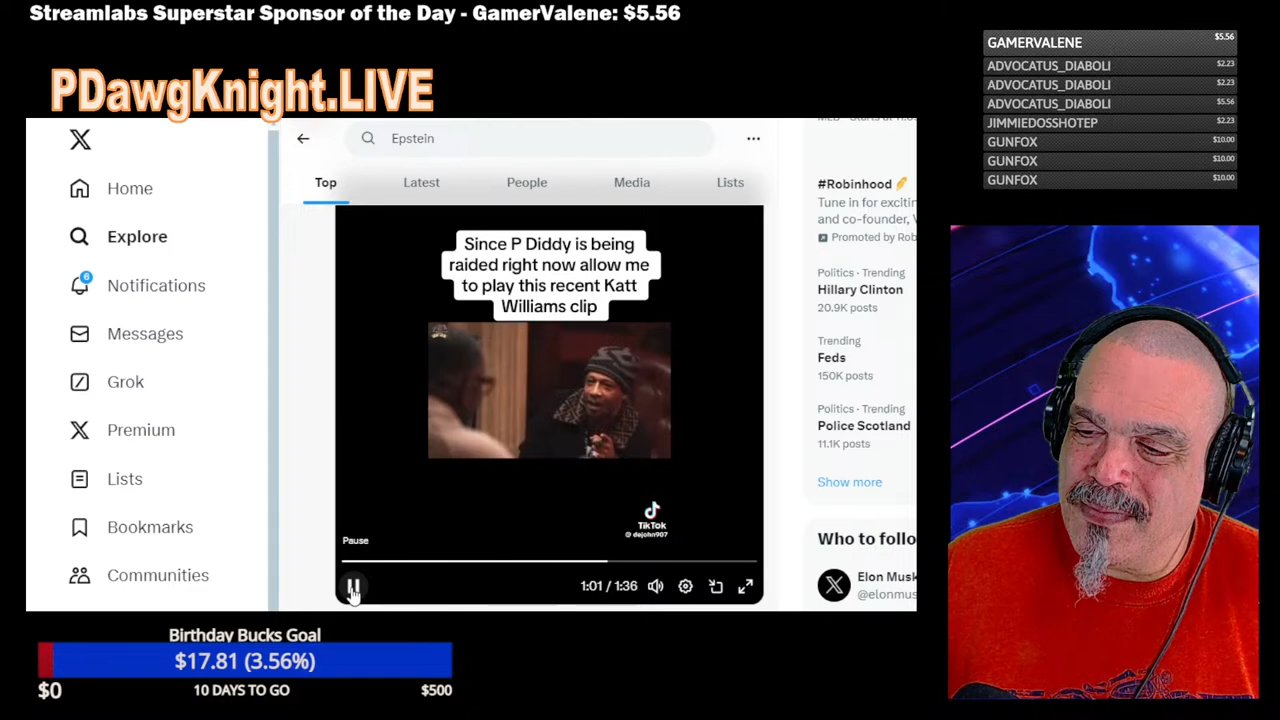 Streamlabs Superstar Sponsor of the Day - GamerValene: $5.56
PDawgKnight.LIVE
GAMERVALENE $5.56
ADVOCATUS_DIABOLI $2.23
ADVOCATUS_DIABOLI $2.23
ADVOCATUS_DIABOLI $5.56
JIMMIEDOSSHOTEP $2.23
GUNFOX $10.00
GUNFOX $10.00
GUNFOX $10.00
Home
Explore
6
Notifications
Messages
Grok
Premium
Lists
Bookmarks
Communities
Epstein
Top Latest People Media Lists
Since P Diddy is being
raided right now allow me
to play this recent Katt
Williams clip
TikTok
@dejohn907
Pause
1:01 / 1:36
#Robinhood
Tune in for
and co-founder,
Promoted by
Politics · Trending
Hillary Clinton
20.9K posts
Trending
Feds
150K posts
Politics · Trending
Police Scotland
11.1K posts
Show more
Who to
Elon
Birthday Bucks Goal
$17.81 (3.56%)
$0 10 DAYS TO GO $500